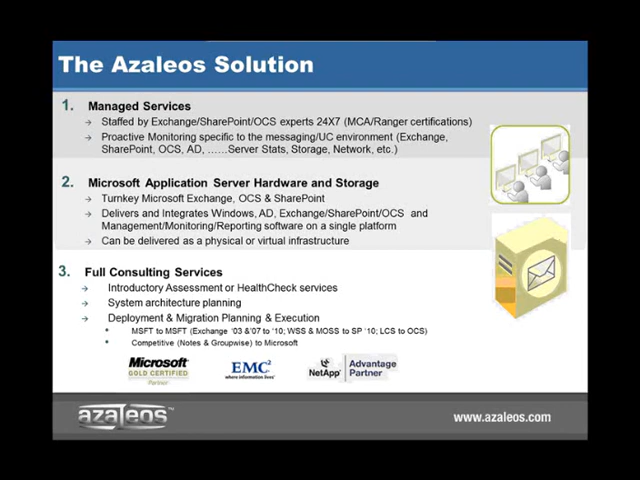 The Azaleos Solution
1. Managed Services
→ Staffed by Exchange/SharePoint/OCS experts 24X7 (MCA/Ranger certifications)
→ Proactive Monitoring specific to the messaging/UC environment (Exchange,
SharePoint, OCS, AD, ……Server Stats, Storage, Network, etc.)
2. Microsoft Application Server Hardware and Storage
→ Turnkey Microsoft Exchange, OCS & SharePoint
→ Delivers and Integrates Windows, AD, Exchange/SharePoint/OCS and
Management/Monitoring/Reporting software on a single platform
→ Can be delivered as a physical or virtual infrastructure
3. Full Consulting Services
→ Introductory Assessment or HealthCheck services
→ System architecture planning
→ Deployment & Migration Planning & Execution
* MSFT to MSFT (Exchange '03 &'07 to '10; WSS & MOSS to SP '10; LCS to OCS)
* Competitive (Notes & Groupwise) to Microsoft
Microsoft
GOLD CERTIFIED
Partner
EMC²
where information lives®
NetApp®
Advantage
Partner
azaleos™
www.azaleos.com